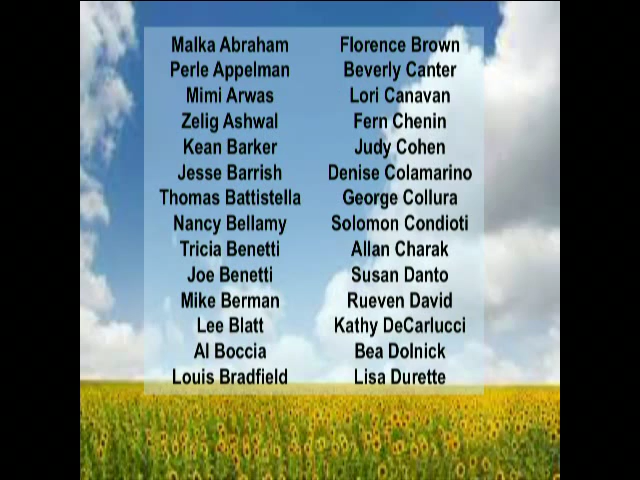 Malka Abraham
Perle Appelman
Mimi Arwas
Zelig Ashwal
Kean Barker
Jesse Barrish
Thomas Battistella
Nancy Bellamy
Tricia Benetti
Joe Benetti
Mike Berman
Lee Blatt
Al Boccia
Louis Bradfield
Florence Brown
Beverly Canter
Lori Canavan
Fern Chenin
Judy Cohen
Denise Colamarino
George Collura
Solomon Condioti
Allan Charak
Susan Danto
Rueven David
Kathy DeCarlucci
Bea Dolnick
Lisa Durette